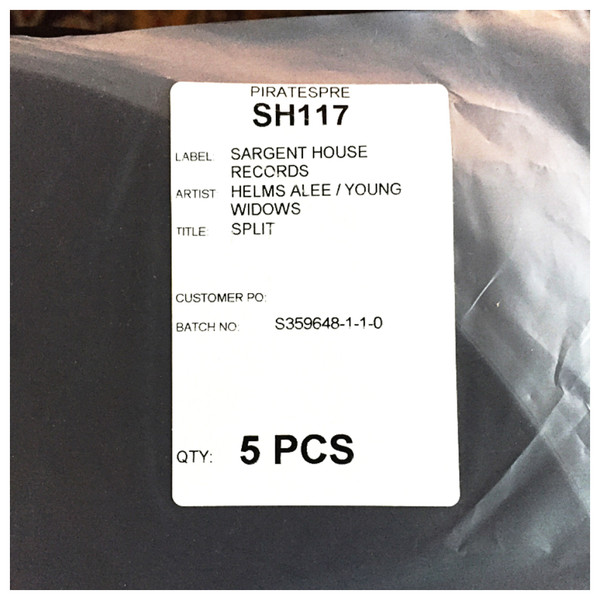 PIRATESPRE
SH117
LABEL: SARGENT HOUSE
RECORDS
ARTIST: HELMS ALEE / YOUNG
WIDOWS
TITLE: SPLIT
CUSTOMER PO:
BATCH NO: S359648-1-1-0
QTY: 5 PCS